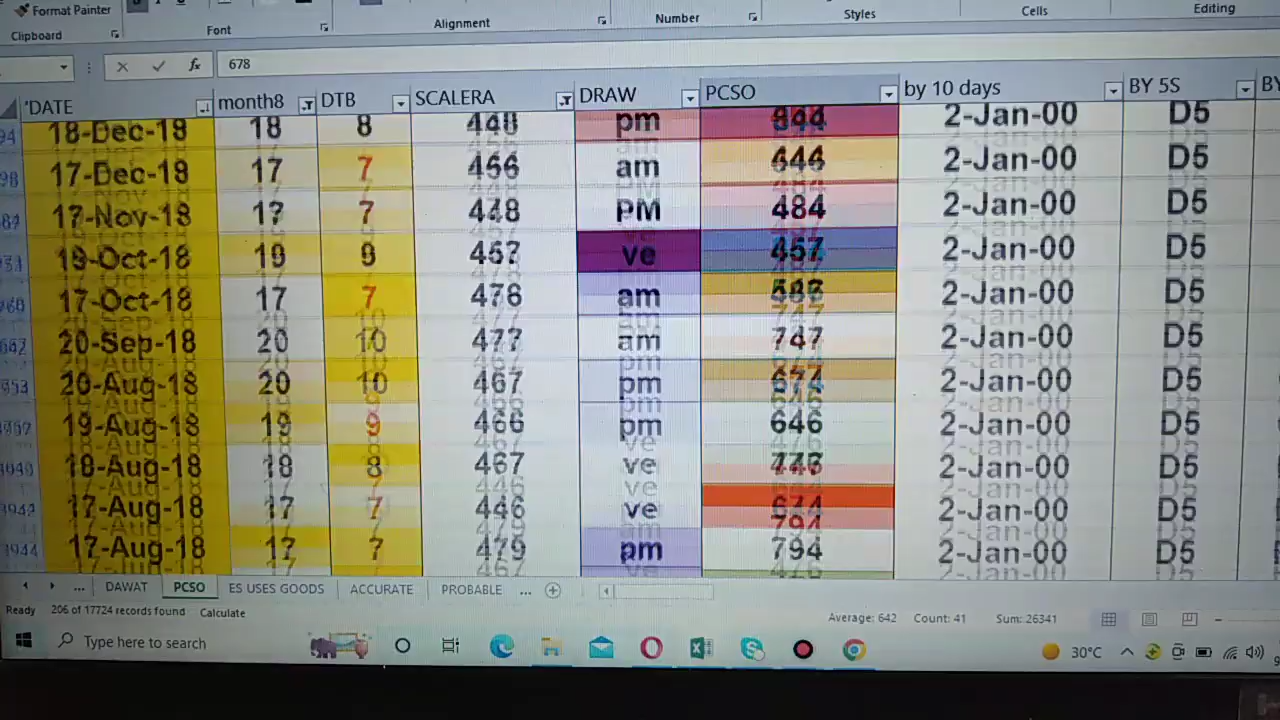 Format Painter
Clipboard Font Alignment Number Styles Cells Editing
fx 678
'DATE month8 DTB SCALERA DRAW PCSO by 10 days BY 5S BY
94 18-Dec-18 18 8 448 pm 844 2-Jan-00 D5
98 17-Dec-18 17 7 466 am 646 2-Jan-00 D5
17-Nov-18 17 7 448 PM 484 2-Jan-00 D5
19-Oct-18 19 9 457 ve 457 2-Jan-00 D5
17-Oct-18 17 7 478 am 2-Jan-00 D5
20-Sep-18 20 10 477 am 747 2-Jan-00 D5
20-Aug-18 20 10 467 pm 674 2-Jan-00 D5
19-Aug-18 19 9 466 pm 646 2-Jan-00 D5
18-Aug-18 18 8 467 ve 2-Jan-00 D5
17-Aug-18 17 7 446 ve 2-Jan-00 D5
17-Aug-18 17 7 479 pm 794 2-Jan-00 D5
... DAWAT PCSO ES USES GOODS ACCURATE PROBABLE ...
Ready 206 of 17724 records found Calculate Average: 642 Count: 41 Sum: 26341
Type here to search 30°C